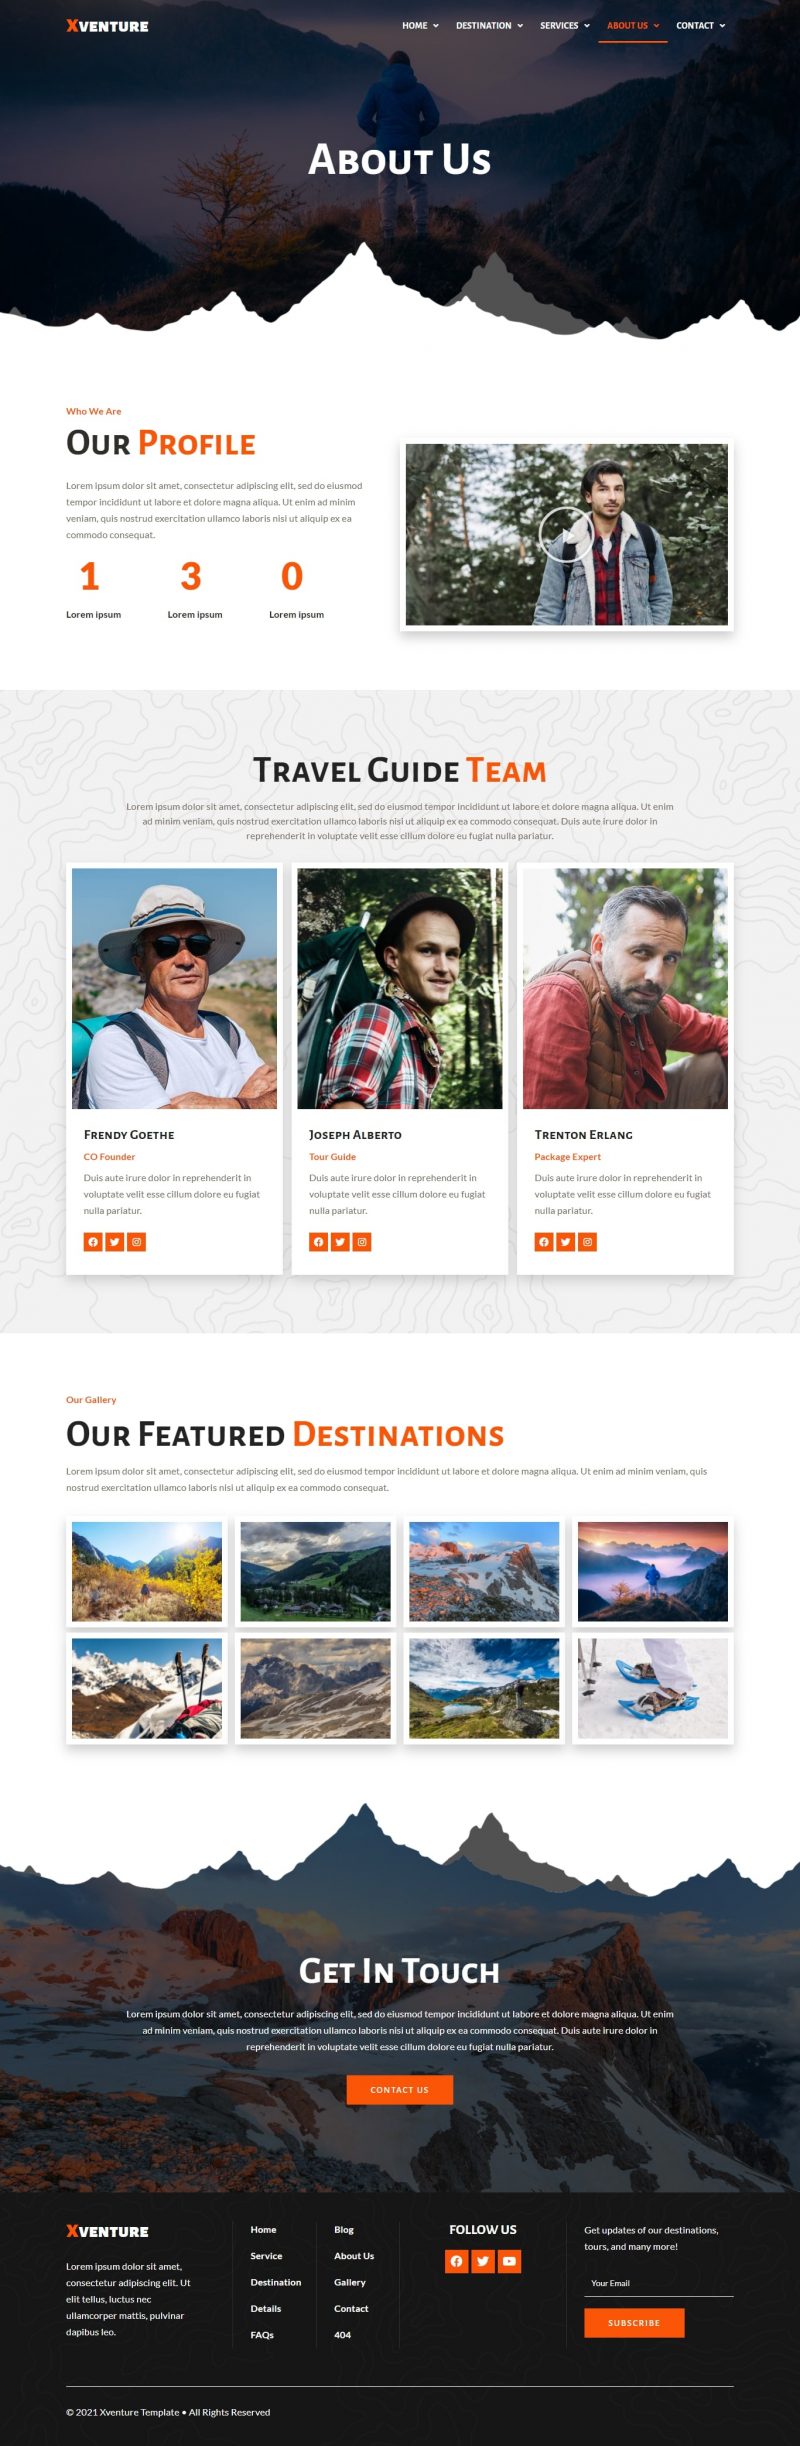 XVENTURE
HOME DESTINATION SERVICES ABOUT US CONTACT
About Us
Who We Are
Our Profile
Lorem ipsum dolor sit amet, consectetur adipiscing elit, sed do eiusmod
tempor incididunt ut labore et dolore magna aliqua. Ut enim ad minim
veniam, quis nostrud exercitation ullamco laboris nisi ut aliquip ex ea
commodo consequat.
1 3 0
Lorem ipsum Lorem ipsum Lorem ipsum
Travel Guide Team
Lorem ipsum dolor sit amet, consectetur adipiscing elit, sed do eiusmod tempor incididunt ut labore et dolore magna aliqua. Ut enim
ad minim veniam, quis nostrud exercitation ullamco laboris nisi ut aliquip ex ea commodo consequat. Duis aute irure dolor in
reprehenderit in voluptate velit esse cillum dolore eu fugiat nulla pariatur.
Frendy Goethe
CO Founder
Duis aute irure dolor in reprehenderit in
voluptate velit esse cillum dolore eu fugiat
nulla pariatur.
Joseph Alberto
Tour Guide
Duis aute irure dolor in reprehenderit in
voluptate velit esse cillum dolore eu fugiat
nulla pariatur.
Trenton Erlang
Package Expert
Duis aute irure dolor in reprehenderit in
voluptate velit esse cillum dolore eu fugiat
nulla pariatur.
Our Gallery
Our Featured Destinations
Lorem ipsum dolor sit amet, consectetur adipiscing elit, sed do eiusmod tempor incididunt ut labore et dolore magna aliqua. Ut enim ad minim veniam, quis
nostrud exercitation ullamco laboris nisi ut aliquip ex ea commodo consequat.
Get In Touch
Lorem ipsum dolor sit amet, consectetur adipiscing elit, sed do eiusmod tempor incididunt ut labore et dolore magna aliqua. Ut enim
ad minim veniam, quis nostrud exercitation ullamco laboris nisi ut aliquip ex ea commodo consequat. Duis aute irure dolor in
reprehenderit in voluptate velit esse cillum dolore eu fugiat nulla pariatur.
CONTACT US
XVENTURE
Lorem ipsum dolor sit amet,
consectetur adipiscing elit. Ut
elit tellus, luctus nec
ullamcorper mattis, pulvinar
dapibus leo.
Home
Service
Destination
Details
FAQs
Blog
About Us
Gallery
Contact
404
FOLLOW US
Get updates of our destinations,
tours, and many more!
Your Email
SUBSCRIBE
© 2021 Xventure Template • All Rights Reserved